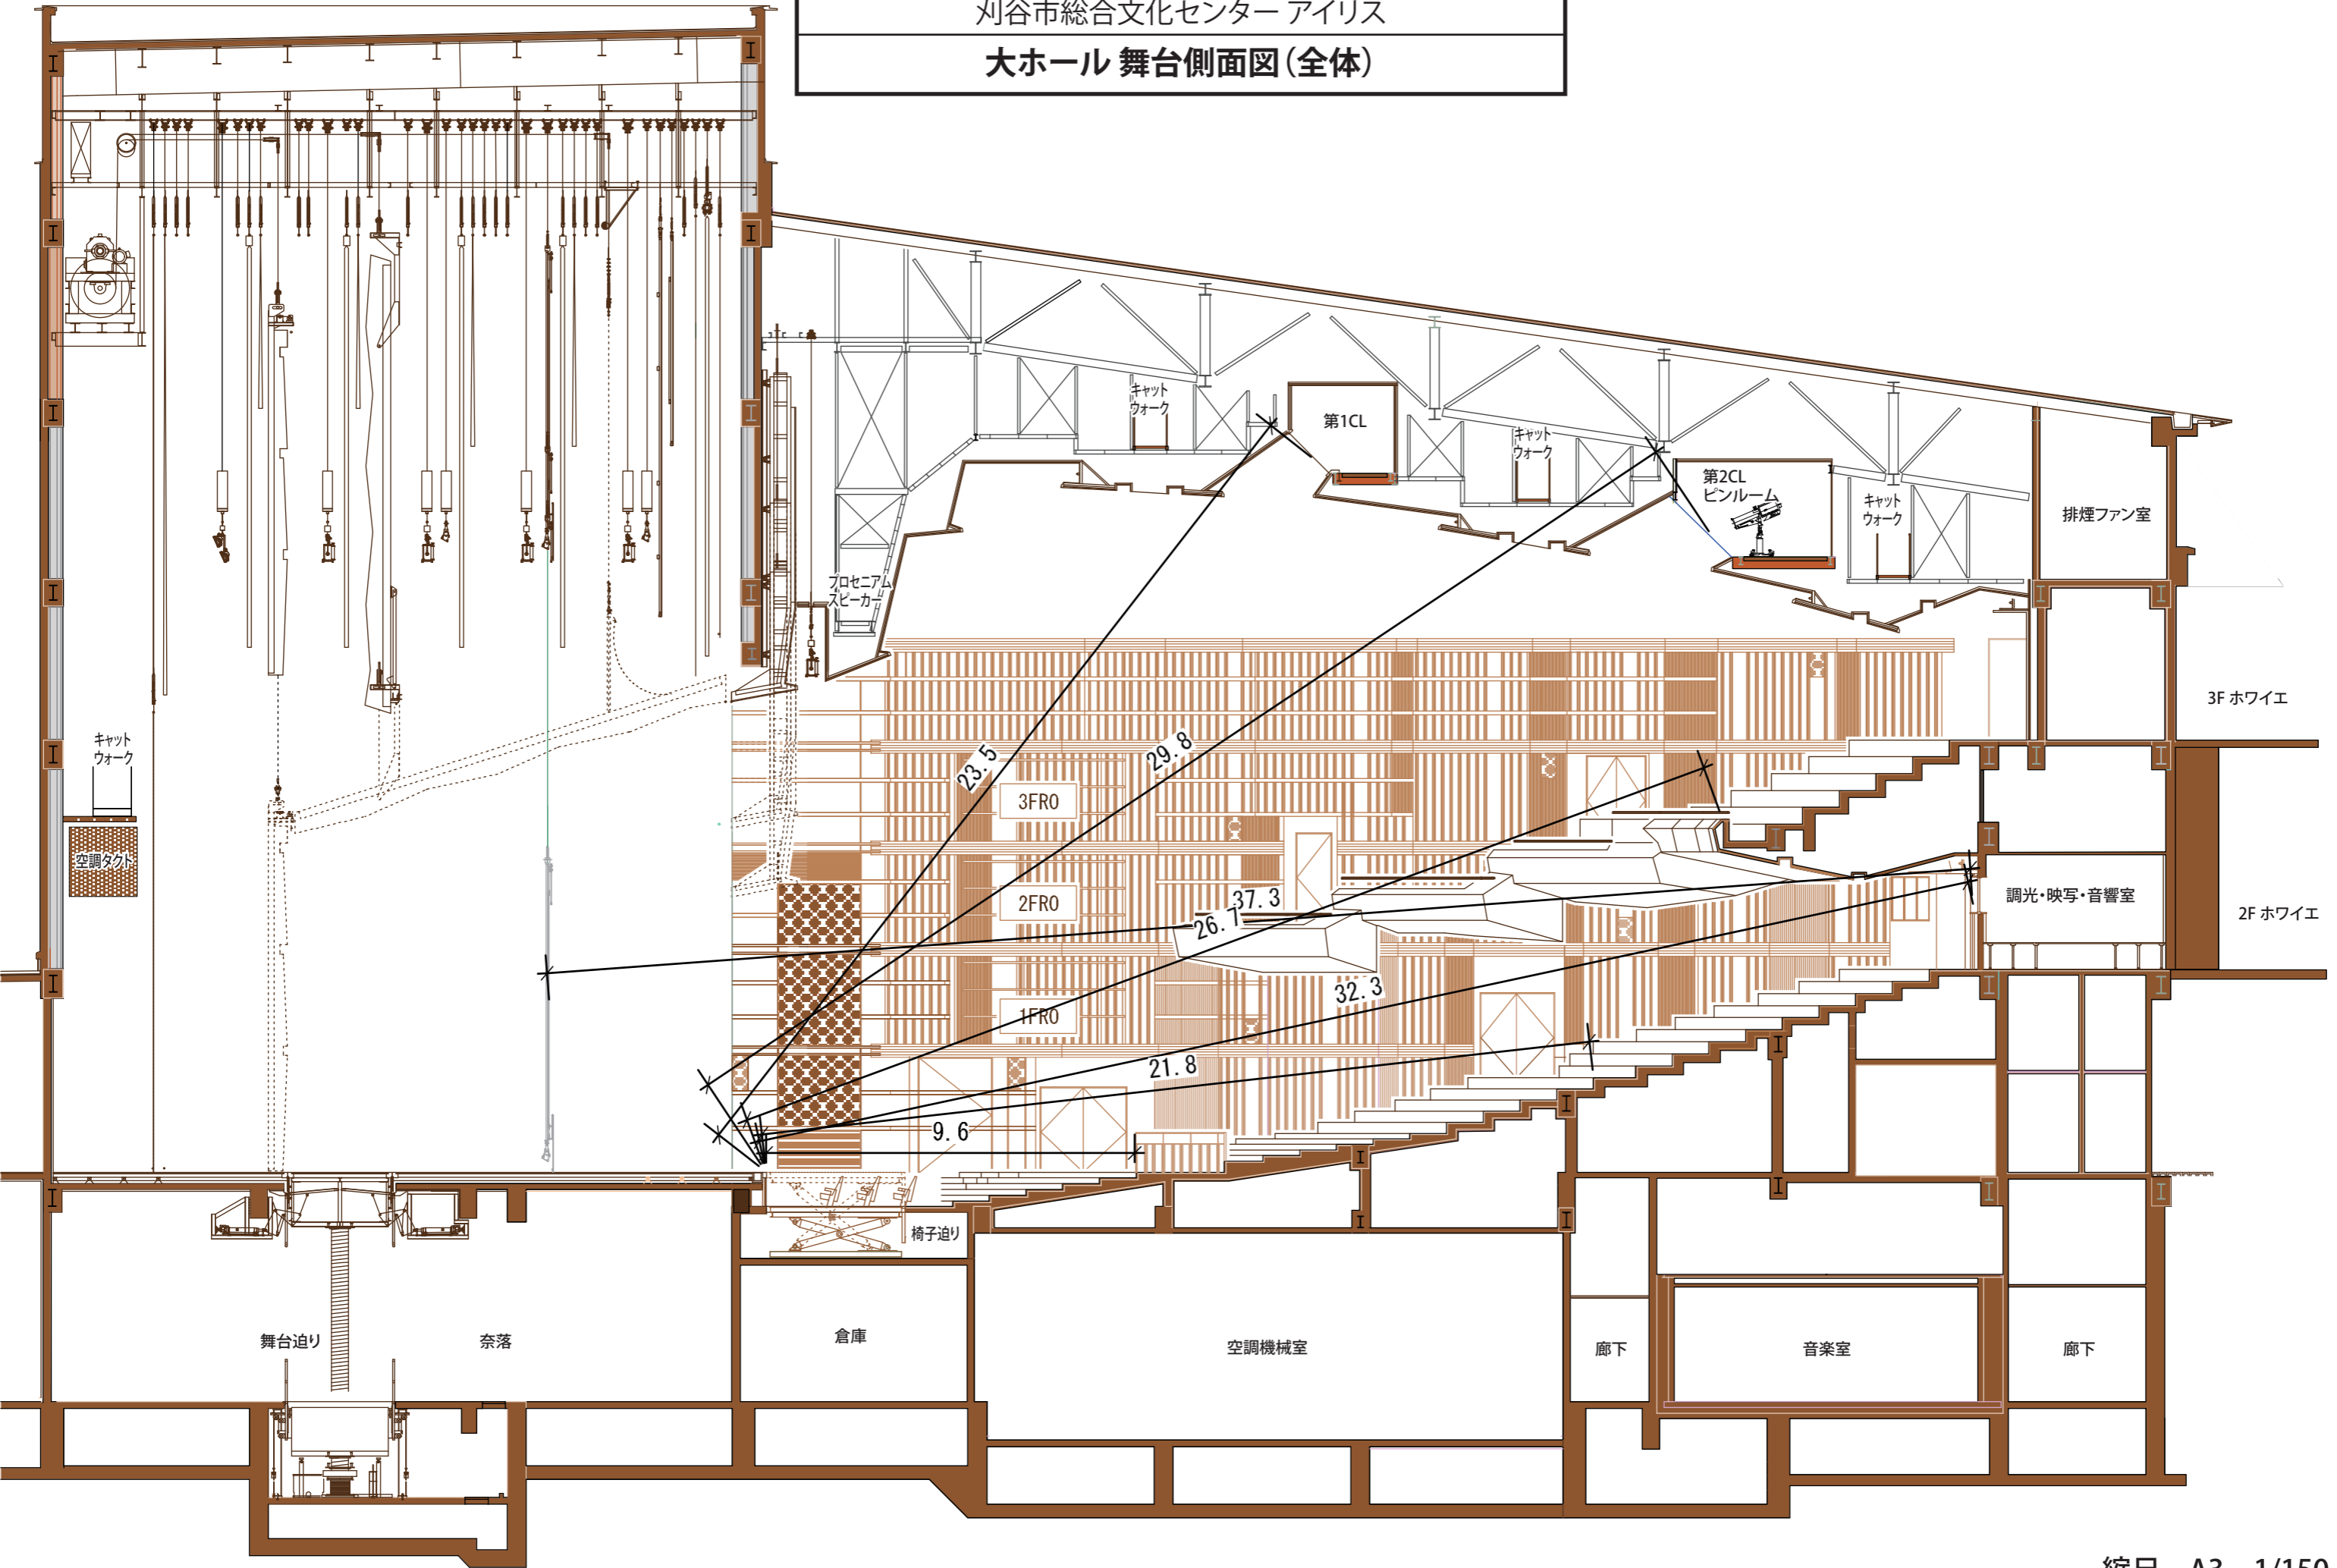 刈谷市総合文化センター アイリス
大ホール 舞台側面図(全体)
キャット
ウォーク
第1CL
キャット
ウォーク
第2CL
ピンルーム
キャット
ウォーク
排煙ファン室
プロセニアム
スピーカー
3F ホワイエ
キャット
ウォーク
23.5
29.8
3FRO
空調タクト
2FRO
37.3
26.7
調光・映写・音響室
2F ホワイエ
32.3
1FRO
21.8
9.6
椅子迫り
舞台迫り
奈落
倉庫
空調機械室
廊下
音楽室
廊下
縮尺 A3 1/150